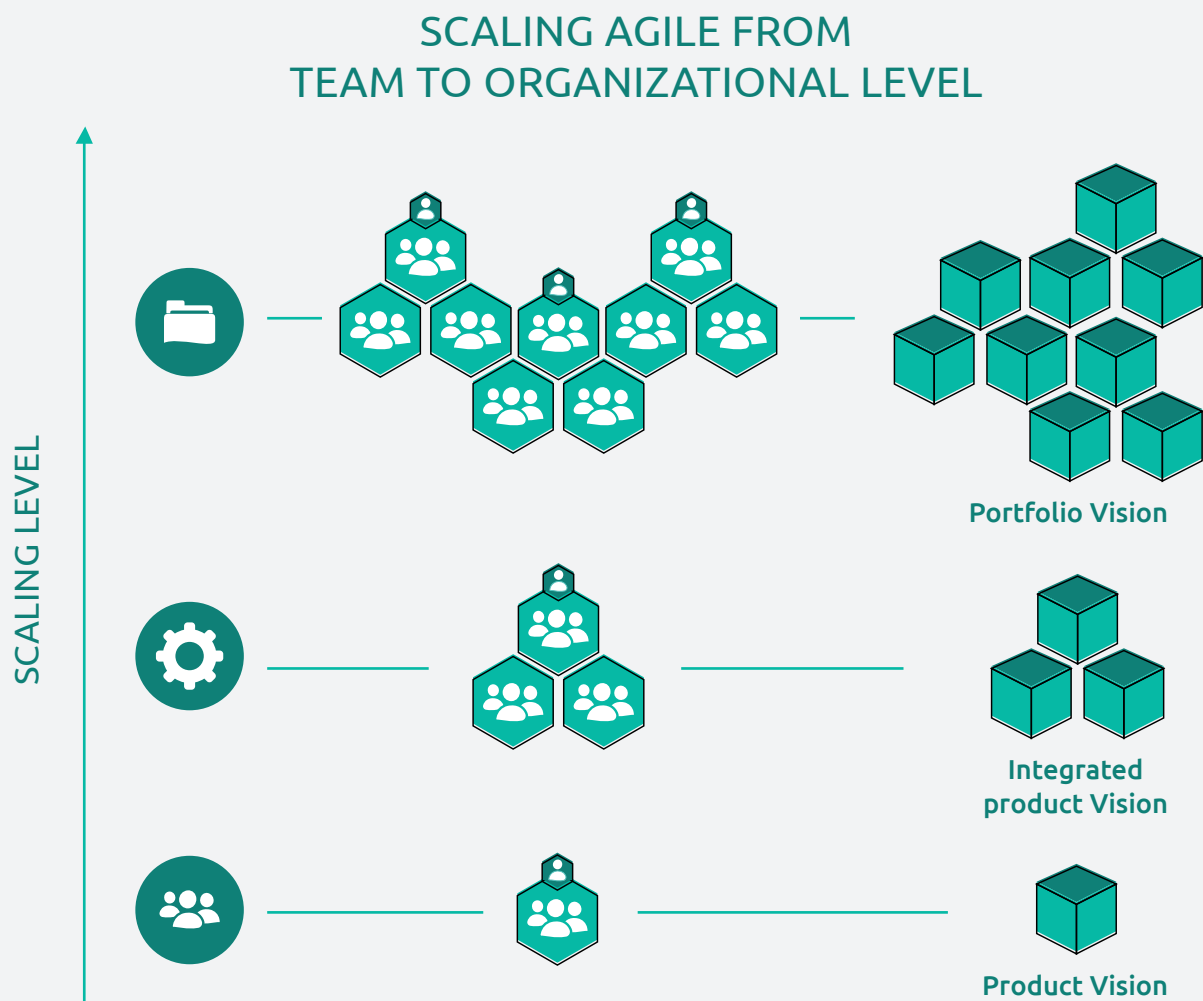 SCALING AGILE FROM
TEAM TO ORGANIZATIONAL LEVEL
SCALING LEVEL
Portfolio Vision
Integrated
product Vision
Product Vision